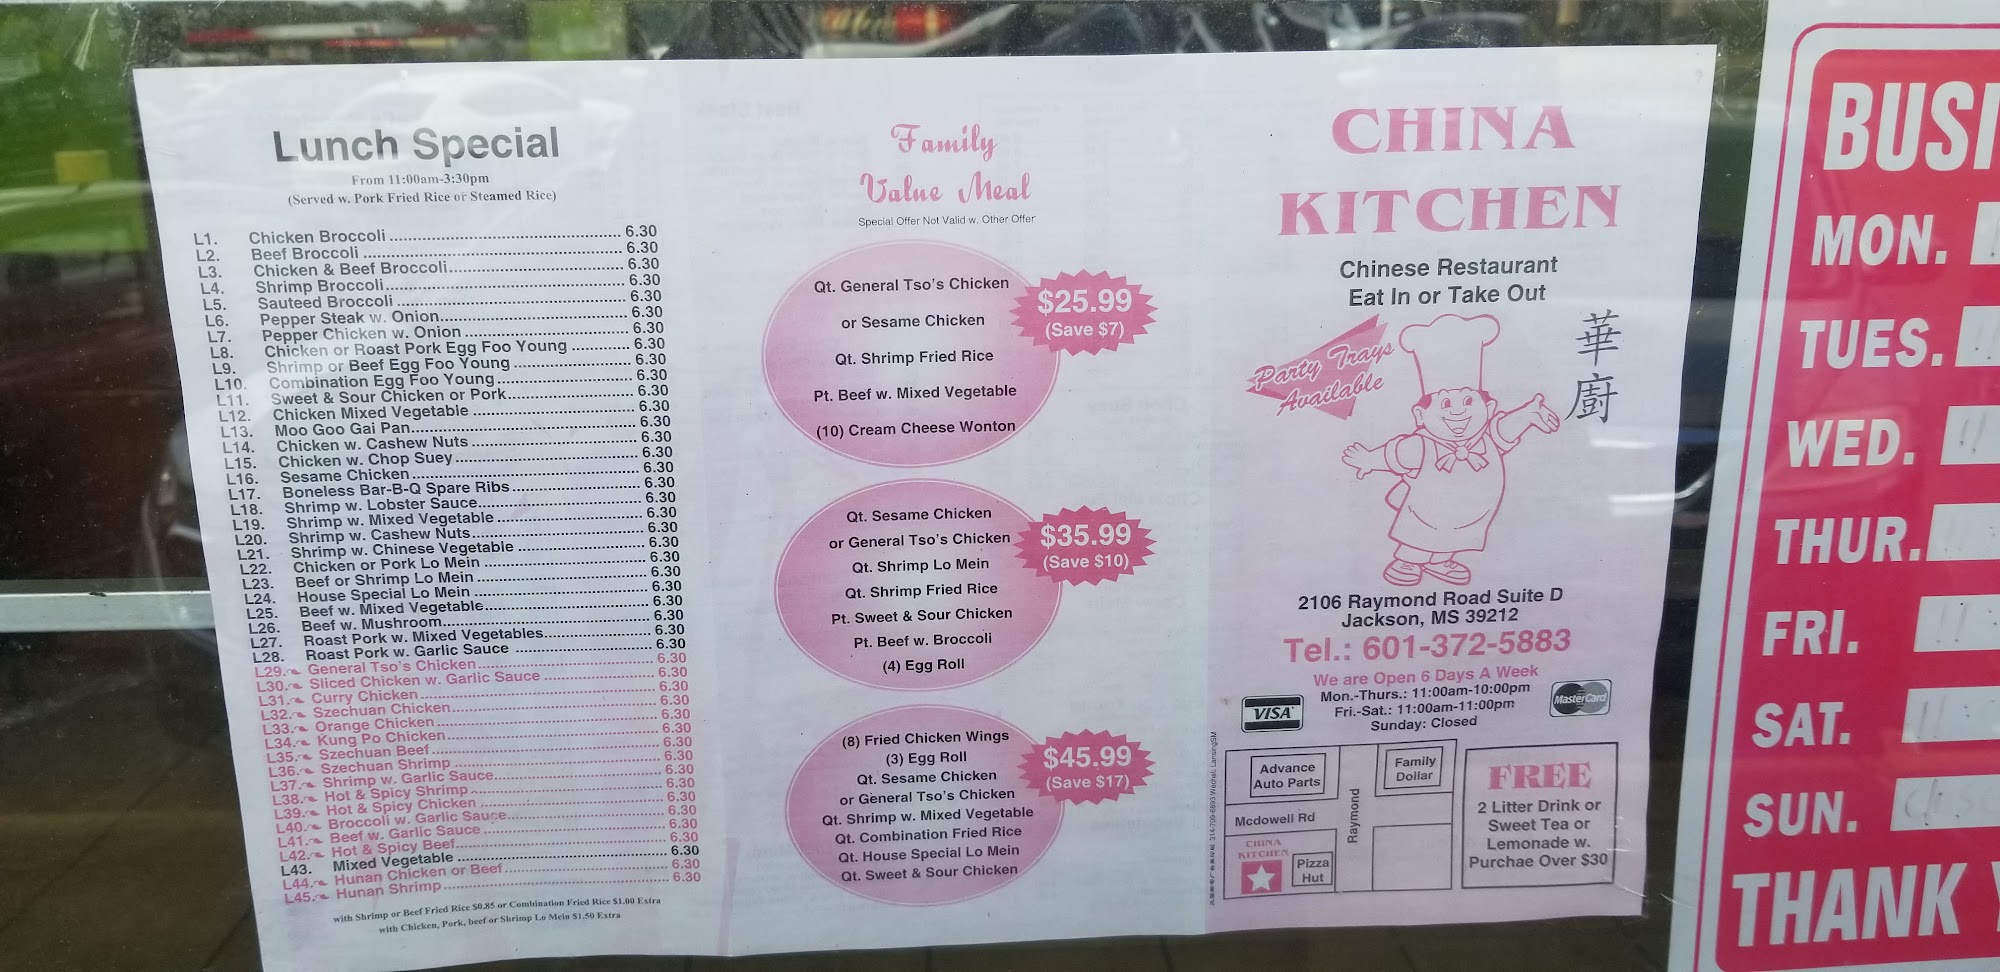 Lunch Special
From 11:00am-3:30pm
(Served w. Pork Fried Rice or Steamed Rice)
L1. Chicken Broccoli 6.30
L2. Beef Broccoli 6.30
L3. Chicken & Beef Broccoli 6.30
L4. Shrimp Broccoli 6.30
L5. Sauteed Broccoli 6.30
L6. Pepper Steak w. Onion 6.30
L7. Pepper Chicken w. Onion 6.30
L8. Chicken or Roast Pork Egg Foo Young 6.30
L9. Shrimp or Beef Egg Foo Young 6.30
L10. Combination Egg Foo Young 6.30
L11. Sweet & Sour Chicken or Pork 6.30
L12. Chicken Mixed Vegetable 6.30
L13. Moo Goo Gai Pan 6.30
L14. Chicken w. Cashew Nuts 6.30
L15. Chicken w. Chop Suey 6.30
L16. Sesame Chicken 6.30
L17. Boneless Bar-B-Q Spare Ribs 6.30
L18. Shrimp w. Lobster Sauce 6.30
L19. Shrimp w. Mixed Vegetable 6.30
L20. Shrimp w. Cashew Nuts 6.30
L21. Shrimp w. Chinese Vegetable 6.30
L22. Chicken or Pork Lo Mein 6.30
L23. Beef or Shrimp Lo Mein 6.30
L24. House Special Lo Mein 6.30
L25. Beef w. Mixed Vegetable 6.30
L26. Beef w. Mushroom 6.30
L27. Roast Pork w. Mixed Vegetables 6.30
L28. Roast Pork w. Garlic Sauce 6.30
L29. General Tso's Chicken 6.30
L30. Sliced Chicken w. Garlic Sauce 6.30
L31. Curry Chicken 6.30
L32. Szechuan Chicken 6.30
L33. Orange Chicken 6.30
L34. Kung Po Chicken 6.30
L35. Szechuan Beef 6.30
L36. Szechuan Shrimp 6.30
L37. Shrimp w. Garlic Sauce 6.30
L38. Hot & Spicy Shrimp 6.30
L39. Hot & Spicy Chicken 6.30
L40. Broccoli w. Garlic Sauce 6.30
L41. Beef w. Garlic Sauce 6.30
L42. Hot & Spicy Beef 6.30
L43. Mixed Vegetable 6.30
L44. Hunan Chicken or Beef 6.30
L45. Hunan Shrimp 6.30
with Shrimp or Beef Fried Rice $0.85 or Combination Fried Rice $1.00 Extra
with Chicken, Pork, beef or Shrimp Lo Mein $1.50 Extra
Family
Value Meal
Special Offer Not Valid w. Other Offer
Qt. General Tso's Chicken
or Sesame Chicken
Qt. Shrimp Fried Rice
Pt. Beef w. Mixed Vegetable
(10) Cream Cheese Wonton
$25.99
(Save $7)
Qt. Sesame Chicken
or General Tso's Chicken
Qt. Shrimp Lo Mein
Qt. Shrimp Fried Rice
Pt. Sweet & Sour Chicken
Pt. Beef w. Broccoli
(4) Egg Roll
$35.99
(Save $10)
(8) Fried Chicken Wings
(3) Egg Roll
Qt. Sesame Chicken
or General Tso's Chicken
Qt. Shrimp w. Mixed Vegetable
Qt. Combination Fried Rice
Qt. House Special Lo Mein
Qt. Sweet & Sour Chicken
$45.99
(Save $17)
CHINA
KITCHEN
Chinese Restaurant
Eat In or Take Out
Party Trays
Available
華
廚
2106 Raymond Road Suite D
Jackson, MS 39212
Tel.: 601-372-5883
We are Open 6 Days A Week
Mon.-Thurs.: 11:00am-10:00pm
Fri.-Sat.: 11:00am-11:00pm
Sunday: Closed
VISA
MasterCard
Advance
Auto Parts
Family
Dollar
Mcdowell Rd
Raymond
CHINA
KITCHEN
Pizza
Hut
FREE
2 Litter Drink or
Sweet Tea or
Lemonade w.
Purchae Over $30
BUSI
MON.
TUES.
WED.
THUR.
FRI.
SAT.
SUN.
THANK